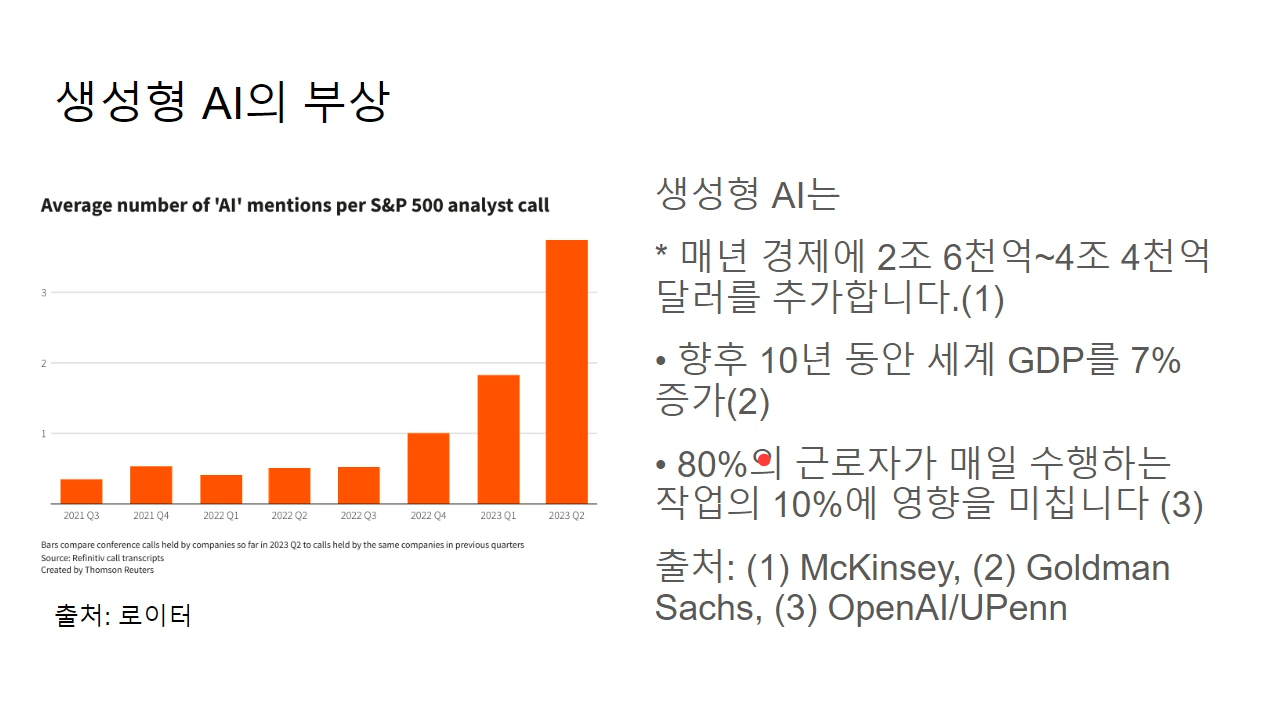 생성형 AI의 부상
Average number of 'AI' mentions per S&P 500 analyst call
3
2
1
2021 Q3 2021 Q4 2022 Q1 2022 Q2 2022 Q3 2022 Q4 2023 Q1 2023 Q2
Bars compare conference calls held by companies so far in 2023 Q2 to calls held by the same companies in previous quarters
Source: Refinitiv call transcripts
Created by Thomson Reuters
출처: 로이터
생성형 AI는
* 매년 경제에 2조 6천억~4조 4천억
달러를 추가합니다.(1)
• 향후 10년 동안 세계 GDP를 7%
증가(2)
• 80%의 근로자가 매일 수행하는
작업의 10%에 영향을 미칩니다 (3)
출처: (1) McKinsey, (2) Goldman
Sachs, (3) OpenAI/UPenn